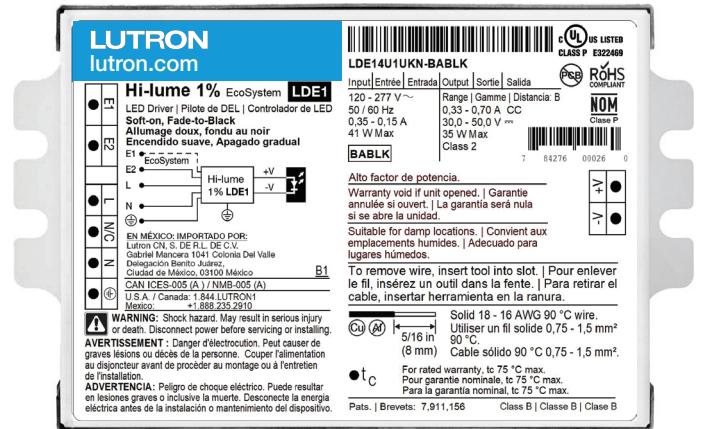 LUTRON
lutron.com
Hi-lume 1% EcoSystem LDE1
LED Driver | Pilote de DEL | Controlador de LED
Soft-on, Fade-to-Black
Allumage doux, fondu au noir
Encendido suave, Apagado gradual
E1
E2
L
N/C
N
E1
EcoSystem
E2
L
N
Hi-lume
1% LDE1
+V
-V
EN MÉXICO: IMPORTADO POR:
Lutron CN, S. DE R.L. DE C.V.
Gabriel Mancera 1041 Colonia Del Valle
Delegación Benito Juárez,
Ciudad de México, 03100 México
B1
CAN ICES-005 (A) / NMB-005 (A)
U.S.A. / Canada: 1.844.LUTRON1
Mexico: +1.888.235.2910
WARNING: Shock hazard. May result in serious injury
or death. Disconnect power before servicing or installing.
AVERTISSEMENT : Danger d'électrocution. Peut causer de
graves lésions ou décès de la personne. Couper l'alimentation
au disjoncteur avant de procèder au montage ou à l'entretien
de l'installation.
ADVERTENCIA: Peligro de choque eléctrico. Puede resultar
en lesiones graves o inclusive la muerte. Desconecte la energia
eléctrica antes de la instalación o mantenimiento del dispositivo.
c UL US LISTED
CLASS P E322469
LDE14U1UKN-BABLK
Input | Entrée | Entrada
120 - 277 V~
50 / 60 Hz
0,35 - 0,15 A
41 W Max
BABLK
Output | Sortie | Salida
Range | Gamme | Distancia: B
0,33 - 0,70 A CC
30,0 - 50,0 V
35 W Max
Class 2
PCB
RoHS
COMPLIANT
NOM
Clase P
7 84276 00026 0
Alto factor de potencia.
Warranty void if unit opened. | Garantie
annulée si ouvert. | La garantía será nula
si se abre la unidad.
Suitable for damp locations. | Convient aux
emplacements humides. | Adecuado para
lugares húmedos.
+V
-V
To remove wire, insert tool into slot. | Pour enlever
le fil, insérez un outil dans la fente. | Para retirar el
cable, insertar herramienta en la ranura.
Cu
5/16 in
(8 mm)
Solid 18 - 16 AWG 90 °C wire.
Utiliser un fil solide 0,75 - 1,5 mm²
90 °C.
Cable sólido 90 °C 0,75 - 1,5 mm².
tc
For rated warranty, tc 75 °C max.
Pour garantie nominale, tc 75 °C max.
Para la garantía nominal, tc 75 °C max.
Pats. | Brevets: 7,911,156
Class B | Classe B | Clase B